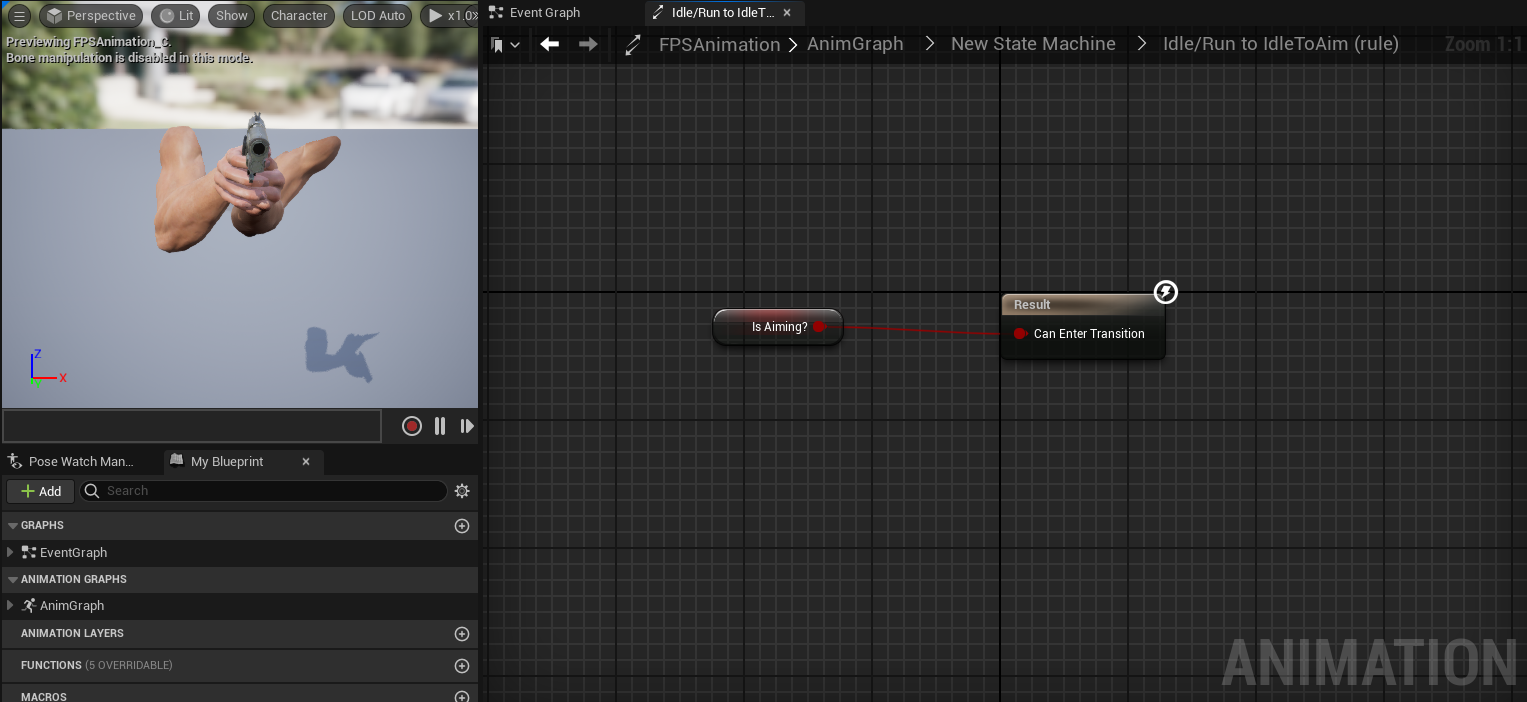 Perspective
Lit
Show
Character
LOD Auto
x1.0
Previewing FPSAnimation_C.
Bone manipulation is disabled in this mode.
Z
X
Pose Watch Man...
My Blueprint
Add
Search
GRAPHS
EventGraph
ANIMATION GRAPHS
AnimGraph
ANIMATION LAYERS
FUNCTIONS (5 OVERRIDABLE)
MACROS
Event Graph
Idle/Run to IdleT...
FPSAnimation > AnimGraph > New State Machine > Idle/Run to IdleToAim (rule)
Zoom 1:1
Is Aiming?
Result
Can Enter Transition
ANIMATION